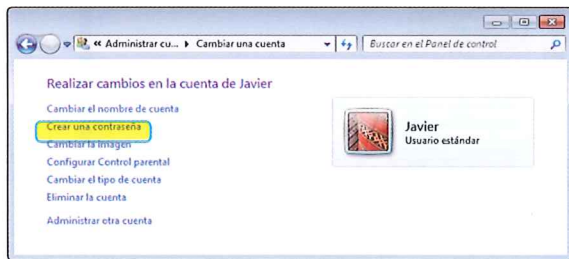 « Administrar cu... Cambiar una cuenta Buscar en el Panel de control
Realizar cambios en la cuenta de Javier
Cambiar el nombre de cuenta
Crear una contraseña
Cambiar la imagen
Configurar Control parental
Cambiar el tipo de cuenta
Eliminar la cuenta
Administrar otra cuenta
Javier
Usuario estándar